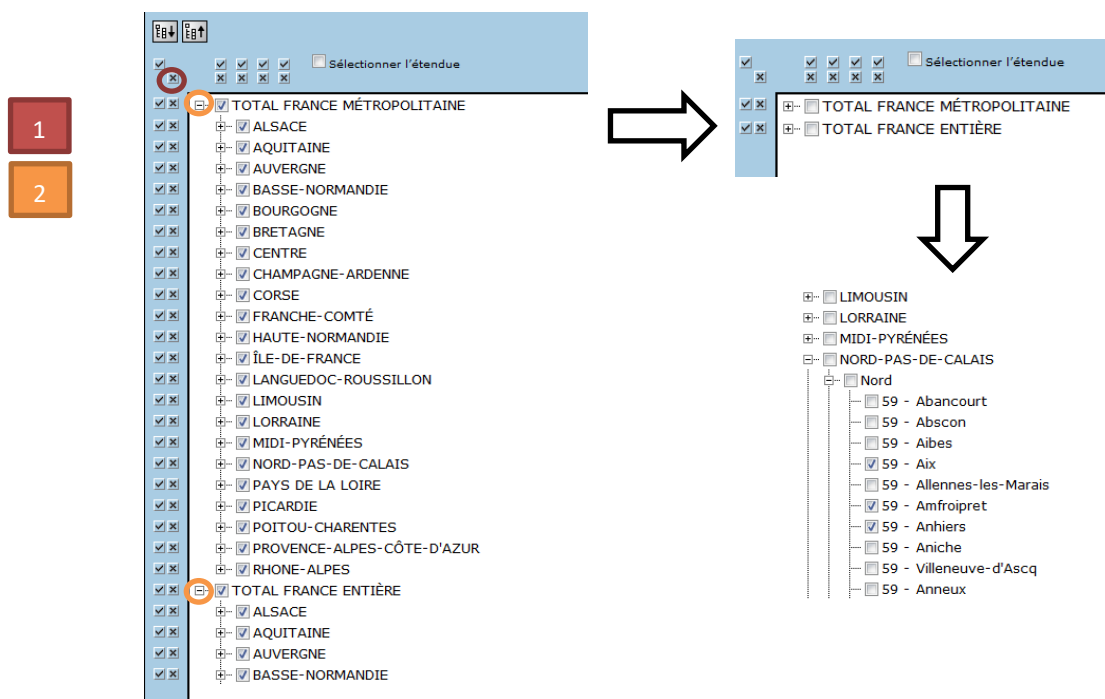 Sélectionner l'étendue
1
2
TOTAL FRANCE MÉTROPOLITAINE
ALSACE
AQUITAINE
AUVERGNE
BASSE-NORMANDIE
BOURGOGNE
BRETAGNE
CENTRE
CHAMPAGNE-ARDENNE
CORSE
FRANCHE-COMTÉ
HAUTE-NORMANDIE
ÎLE-DE-FRANCE
LANGUEDOC-ROUSSILLON
LIMOUSIN
LORRAINE
MIDI-PYRÉNÉES
NORD-PAS-DE-CALAIS
PAYS DE LA LOIRE
PICARDIE
POITOU-CHARENTES
PROVENCE-ALPES-CÔTE-D'AZUR
RHONE-ALPES
TOTAL FRANCE ENTIÈRE
ALSACE
AQUITAINE
AUVERGNE
BASSE-NORMANDIE
Sélectionner l'étendue
TOTAL FRANCE MÉTROPOLITAINE
TOTAL FRANCE ENTIÈRE
LIMOUSIN
LORRAINE
MIDI-PYRÉNÉES
NORD-PAS-DE-CALAIS
Nord
59 - Abancourt
59 - Abscon
59 - Aibes
59 - Aix
59 - Allennes-les-Marais
59 - Amfroipret
59 - Anhiers
59 - Aniche
59 - Villeneuve-d'Ascq
59 - Anneux